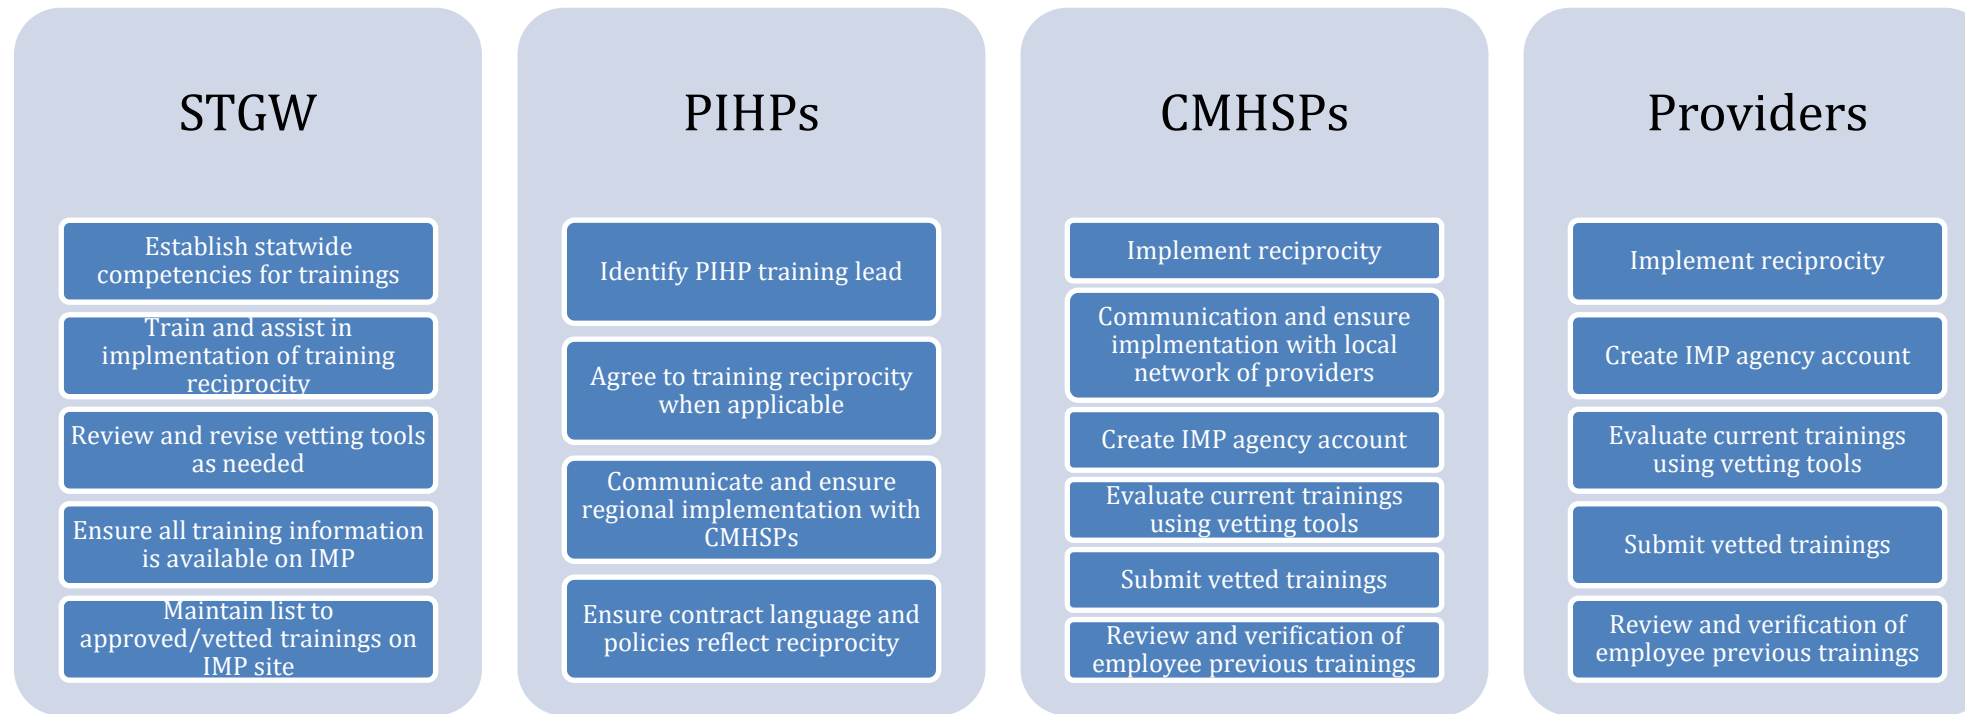 STGW
Establish statwide
competencies for trainings
Train and assist in
implmentation of training
reciprocity
Review and revise vetting tools
as needed
Ensure all training information
is available on IMP
Maintain list to
approved/vetted trainings on
IMP site
PIHPs
Identify PIHP training lead
Agree to training reciprocity
when applicable
Communicate and ensure
regional implementation with
CMHSPs
Ensure contract language and
policies reflect reciprocity
CMHSPs
Implement reciprocity
Communication and ensure
implmentation with local
network of providers
Create IMP agency account
Evaluate current trainings
using vetting tools
Submit vetted trainings
Review and verification of
employee previous trainings
Providers
Implement reciprocity
Create IMP agency account
Evaluate current trainings
using vetting tools
Submit vetted trainings
Review and verification of
employee previous trainings